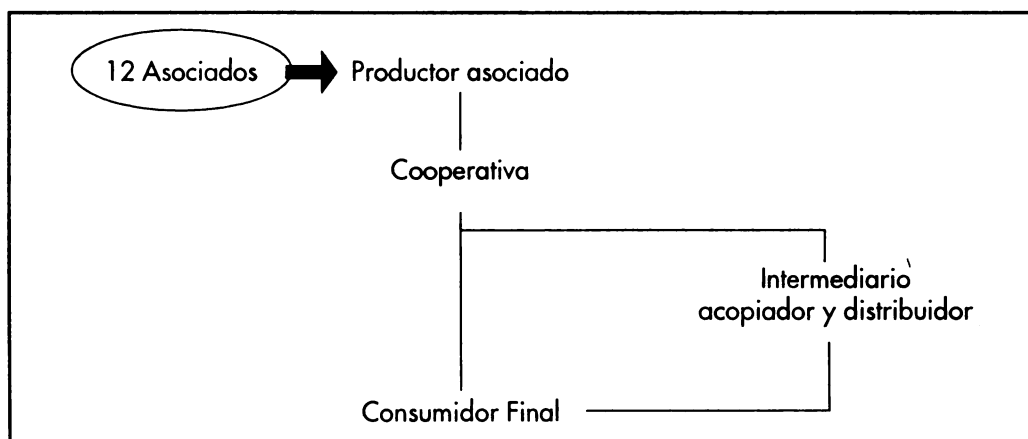 12 Asociados
Productor asociado
Cooperativa
Intermediario
acopiador y distribuidor
Consumidor Final